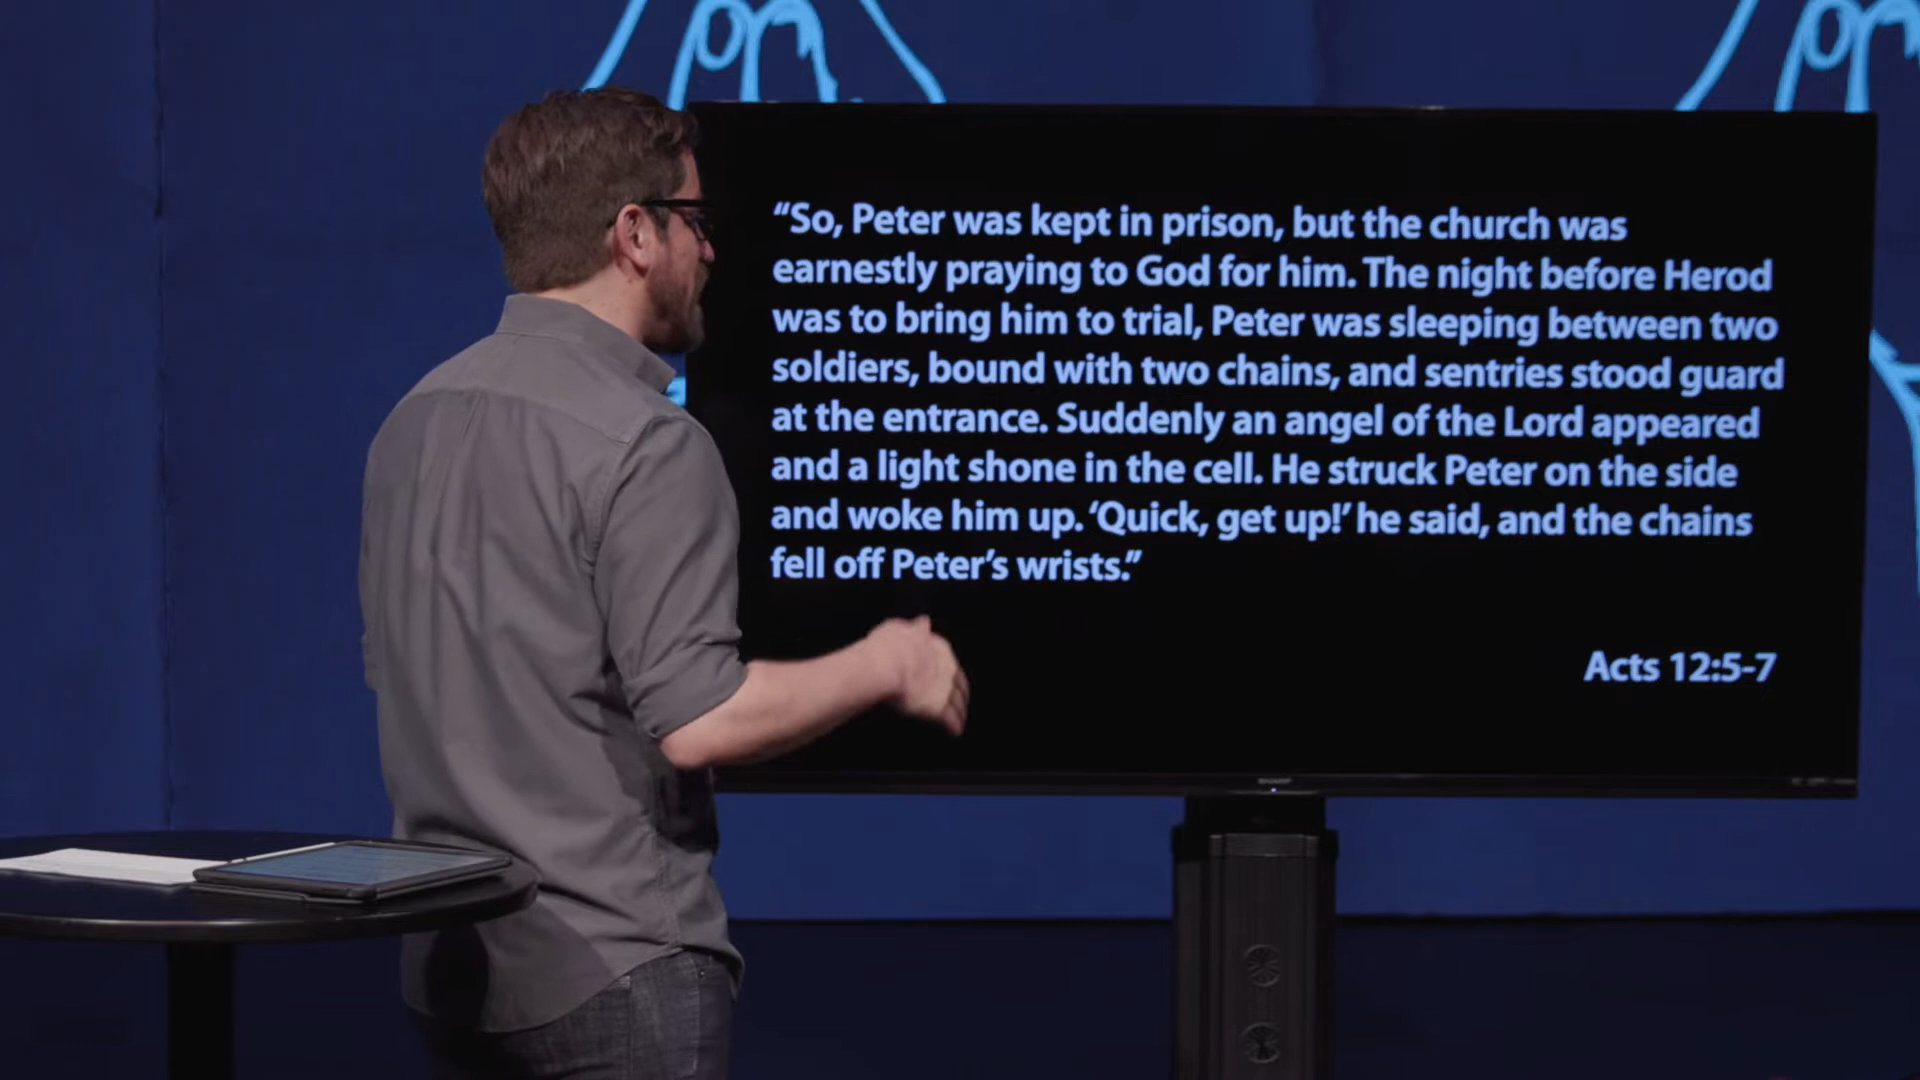 “So, Peter was kept in prison, but the church was
earnestly praying to God for him. The night before Herod
was to bring him to trial, Peter was sleeping between two
soldiers, bound with two chains, and sentries stood guard
at the entrance. Suddenly an angel of the Lord appeared
and a light shone in the cell. He struck Peter on the side
and woke him up. ‘Quick, get up!’ he said, and the chains
fell off Peter’s wrists.”
Acts 12:5-7
SHARP